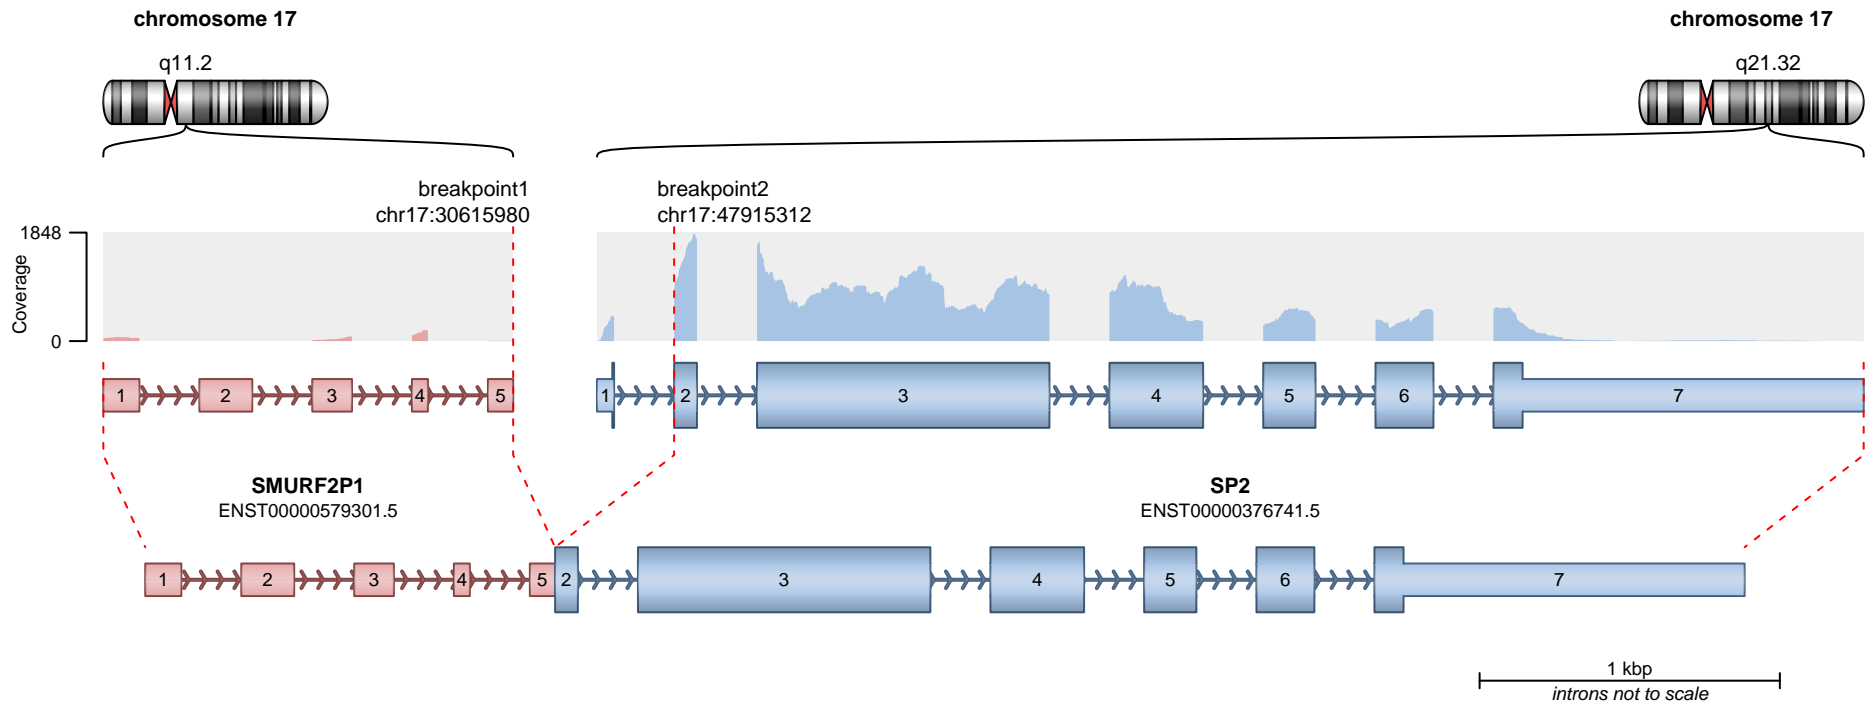 chromosome 17
chromosome 17
q11.2
q21.32
breakpoint1
chr17:30615980
breakpoint2
chr17:47915312
1848
Coverage
0
1 2 3 4 5
1 2 3 4 5 6 7
SMURF2P1
ENST00000579301.5
SP2
ENST00000376741.5
1 2 3 4 5 2 3 4 5 6 7
1 kbp
introns not to scale